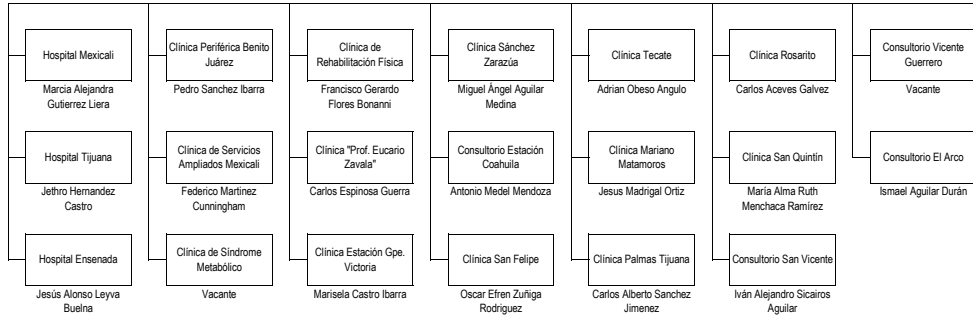 Hospital Mexicali
Marcia Alejandra
Gutierrez Liera
Clínica Periférica Benito
Juárez
Pedro Sanchez Ibarra
Clínica de
Rehabilitación Física
Francisco Gerardo
Flores Bonanni
Clínica Sánchez
Zarazúa
Miguel Ángel Aguilar
Medina
Clínica Tecate
Adrian Obeso Angulo
Clínica Rosarito
Carlos Aceves Galvez
Consultorio Vicente
Guerrero
Vacante
Hospital Tijuana
Jethro Hernandez
Castro
Clínica de Servicios
Ampliados Mexicali
Federico Martinez
Cunningham
Clínica "Prof. Eucario
Zavala"
Carlos Espinosa Guerra
Consultorio Estación
Coahuila
Antonio Medel Mendoza
Clínica Mariano
Matamoros
Jesus Madrigal Ortiz
Clínica San Quintín
María Alma Ruth
Menchaca Ramírez
Consultorio El Arco
Ismael Aguilar Durán
Hospital Ensenada
Jesús Alonso Leyva
Buelna
Clínica de Síndrome
Metabólico
Vacante
Clínica Estación Gpe.
Victoria
Marisela Castro Ibarra
Clínica San Felipe
Oscar Efren Zuñiga
Rodriguez
Clínica Palmas Tijuana
Carlos Alberto Sanchez
Jimenez
Consultorio San Vicente
Iván Alejandro Sicairos
Aguilar